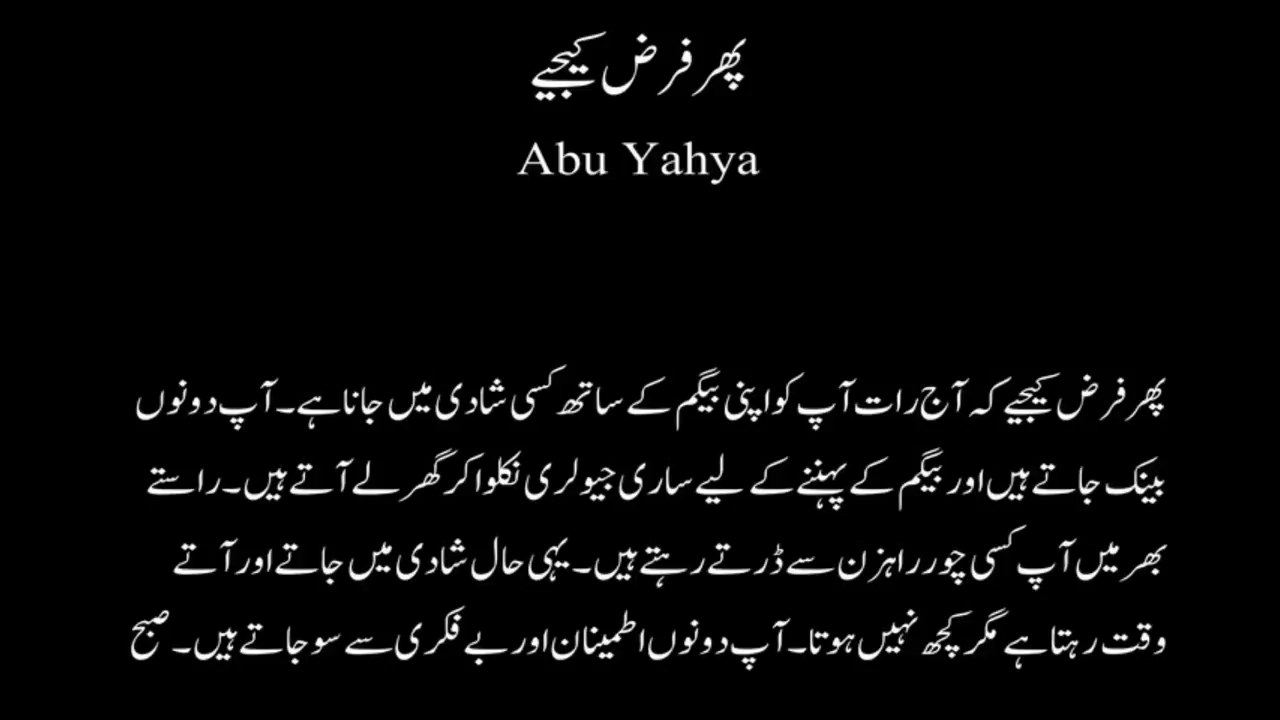 پھر فرض کیجیے
Abu Yahya
پھر فرض کیجیے کہ آج رات آپ کو اپنی بیگم کے ساتھ کسی شادی میں جانا ہے۔ آپ دونوں
بینک جاتے ہیں اور بیگم کے پہننے کے لیے ساری جیولری نکلوا کر گھر لے آتے ہیں۔ راستے
بھر میں آپ کسی چور راہزن سے ڈرتے رہتے ہیں۔ یہی حال شادی میں جاتے اور آتے
وقت رہتا ہے مگر کچھ نہیں ہوتا۔ آپ دونوں اطمینان اور بے فکری سے سو جاتے ہیں۔ صبح